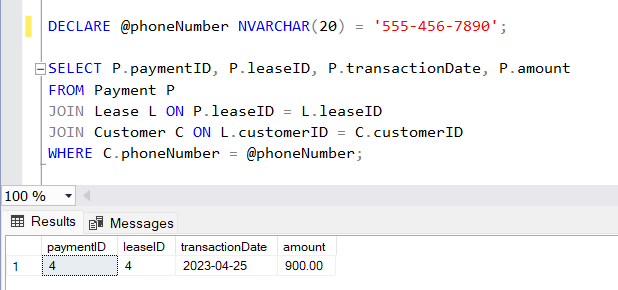 DECLARE @phoneNumber NVARCHAR(20) = '555-456-7890';
SELECT P.paymentID, P.leaseID, P.transactionDate, P.amount
FROM Payment P
JOIN Lease L ON P.leaseID = L.leaseID
JOIN Customer C ON L.customerID = C.customerID
WHERE C.phoneNumber = @phoneNumber;
100 %
Results Messages
paymentID leaseID transactionDate amount
1 4 4 2023-04-25 900.00